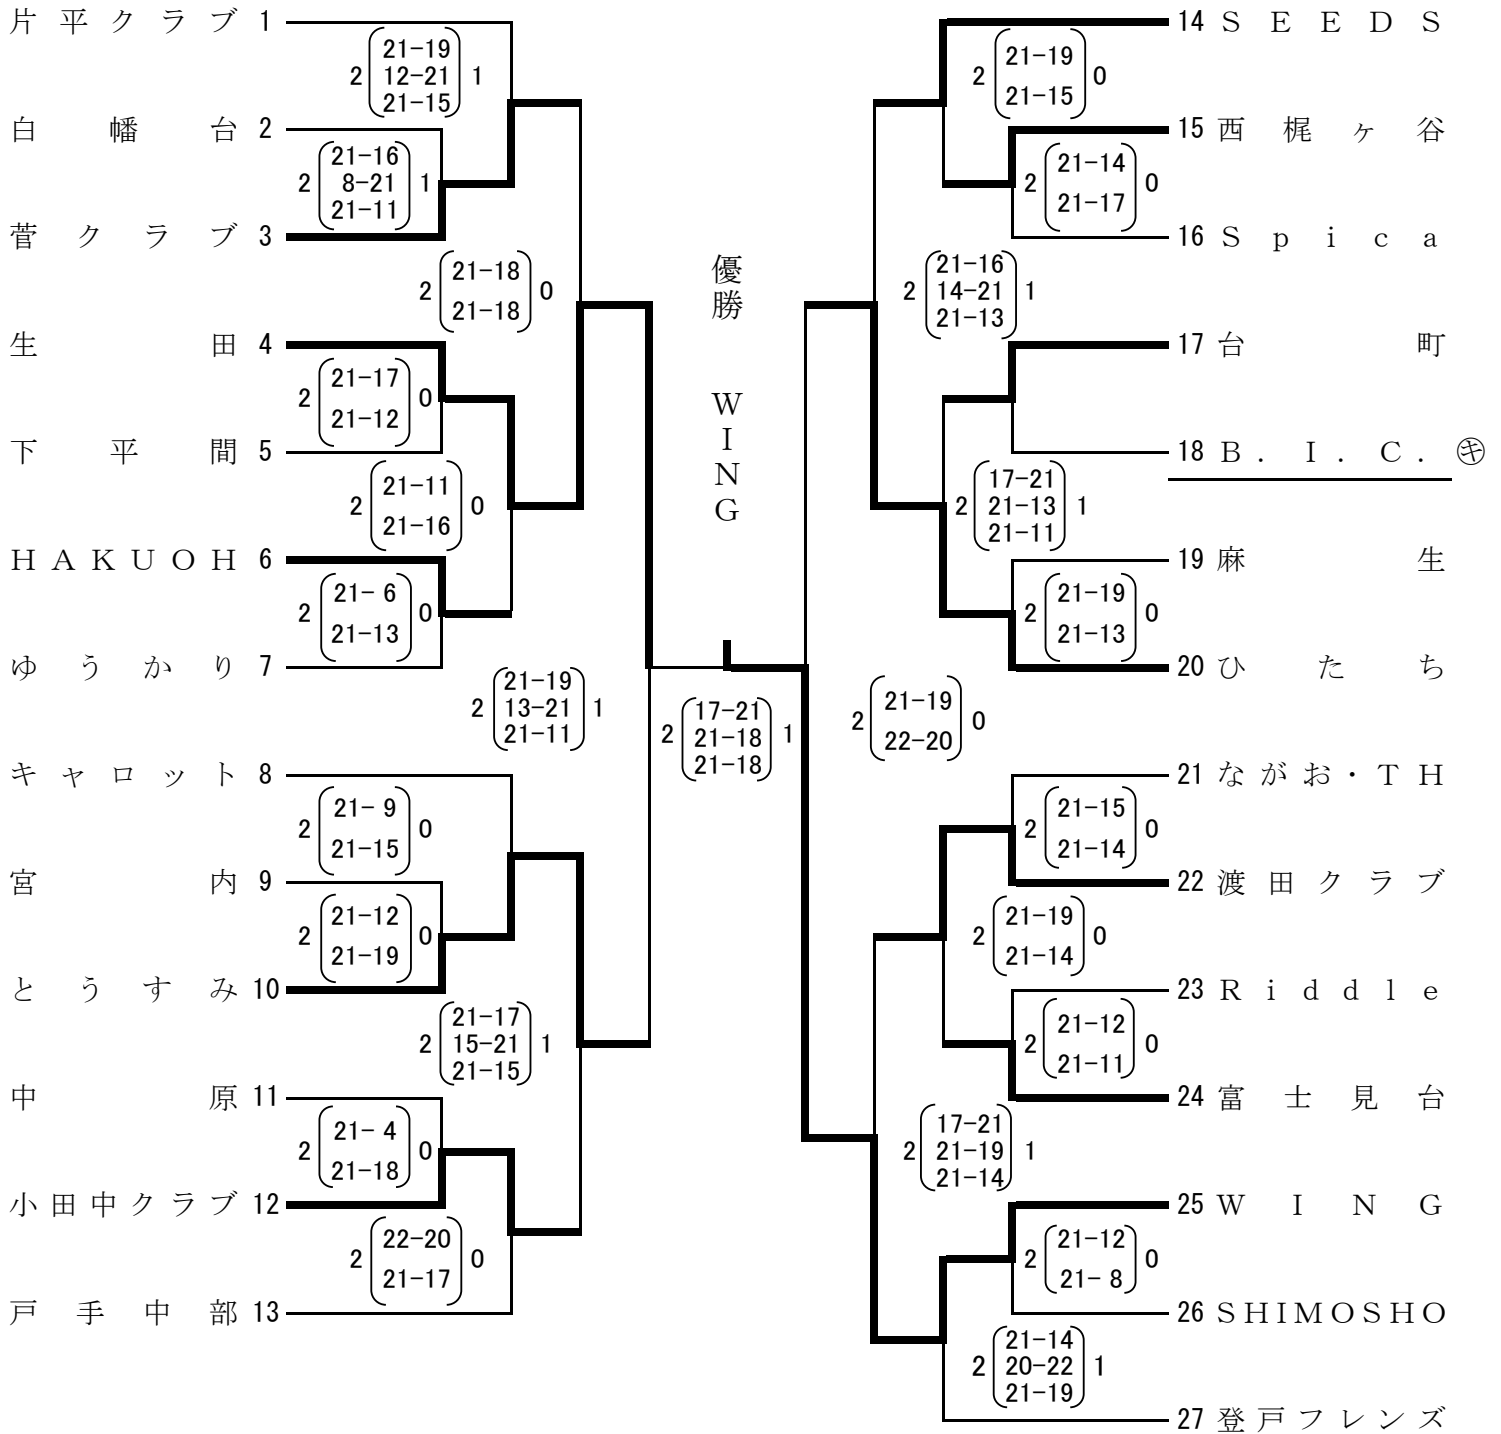 片平クラブ 1
2 21-19 12-21 21-15 1
白幡台 2
2 21-16 8-21 21-11 1
菅クラブ 3
2 21-18 21-18 0
生田 4
2 21-17 21-12 0
下平間 5
2 21-11 21-16 0
HAKUOH 6
2 21- 6 21-13 0
ゆうかり 7
2 21-19 13-21 21-11 1
キャロット 8
2 21- 9 21-15 0
宮内 9
2 21-12 21-19 0
とうすみ 10
2 21-17 15-21 21-15 1
中原 11
2 21- 4 21-18 0
小田中クラブ 12
2 22-20 21-17 0
戸手中部 13
優勝 WING
2 17-21 21-18 21-18 1
14 SEEDS
2 21-19 21-15 0
15 西梶ヶ谷
2 21-14 21-17 0
16 Spica
2 21-16 14-21 21-13 1
17 台町
18 B.I.C. ㋖
2 17-21 21-13 21-11 1
19 麻生
2 21-19 21-13 0
20 ひたち
2 21-19 22-20 0
21 ながお・TH
2 21-15 21-14 0
22 渡田クラブ
2 21-19 21-14 0
23 Riddle
2 21-12 21-11 0
24 富士見台
2 17-21 21-19 21-14 1
25 WING
2 21-12 21- 8 0
26 SHIMOSHO
2 21-14 20-22 21-19 1
27 登戸フレンズ